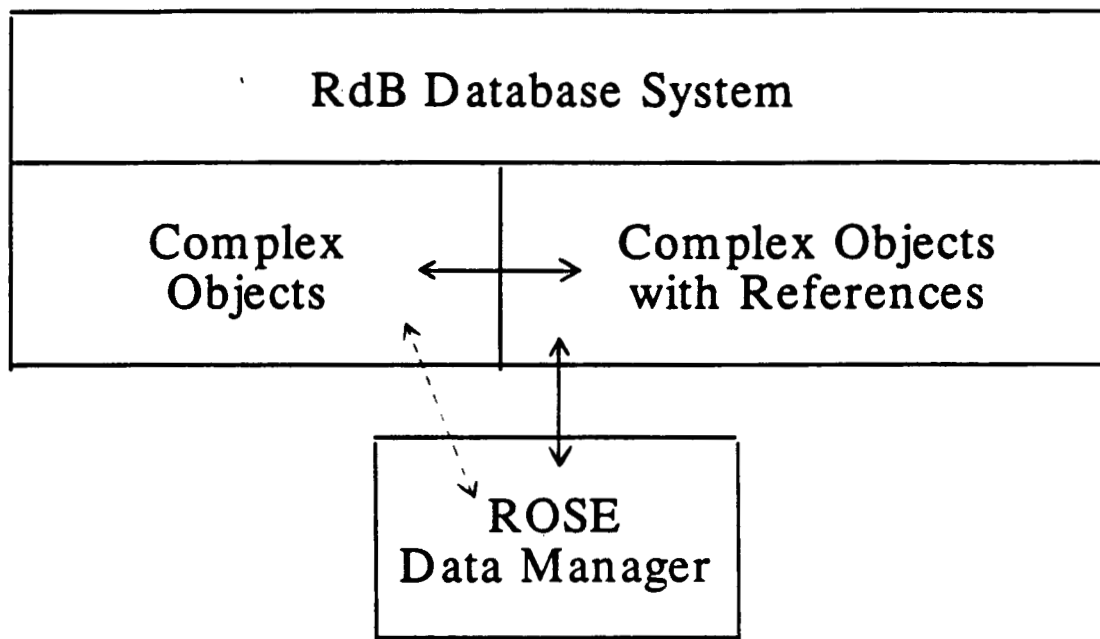 RdB Database System
Complex
Objects
Complex Objects
with References
ROSE
Data Manager